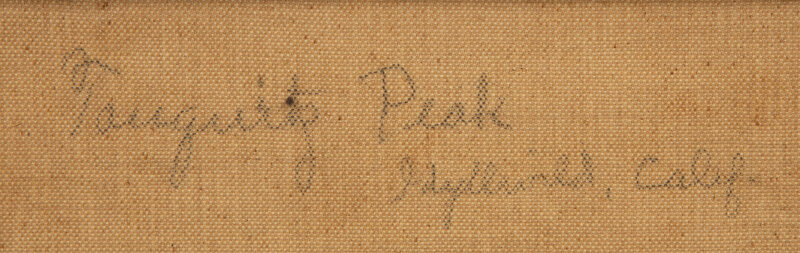 Tauquitz Peak
Idyllwild, Calif.